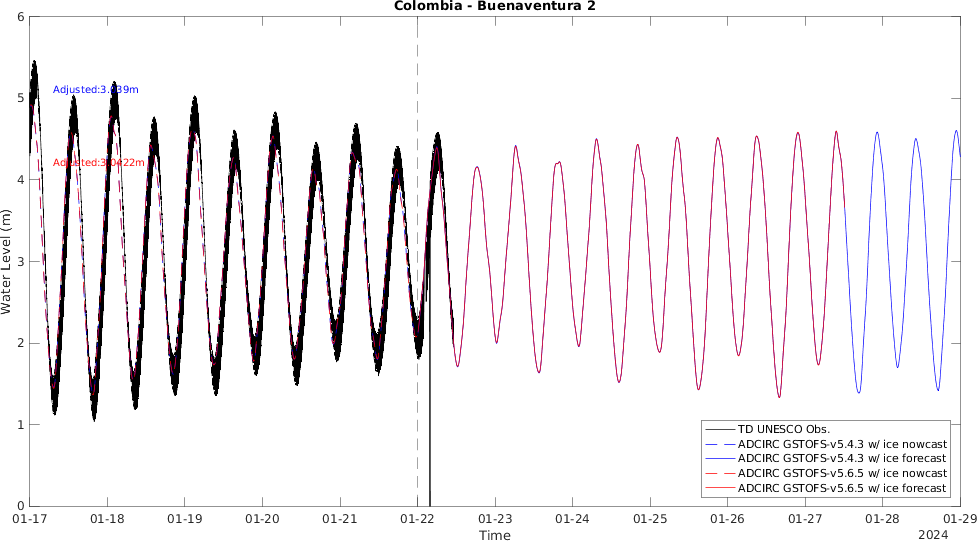 Colombia - Buenaventura 2
Water Level (m)
6
5
4
3
2
1
0
Adjusted:
Adjusted:
TD UNESCO Obs.
ADCIRC GSTOFS-v5.4.3 w/ ice nowcast
ADCIRC GSTOFS-v5.4.3 w/ ice forecast
ADCIRC GSTOFS-v5.6.5 w/ ice nowcast
ADCIRC GSTOFS-v5.6.5 w/ ice forecast
01-17 01-18 01-19 01-20 01-21 01-22 01-23 01-24 01-25 01-26 01-27 01-28 01-29
Time
2024